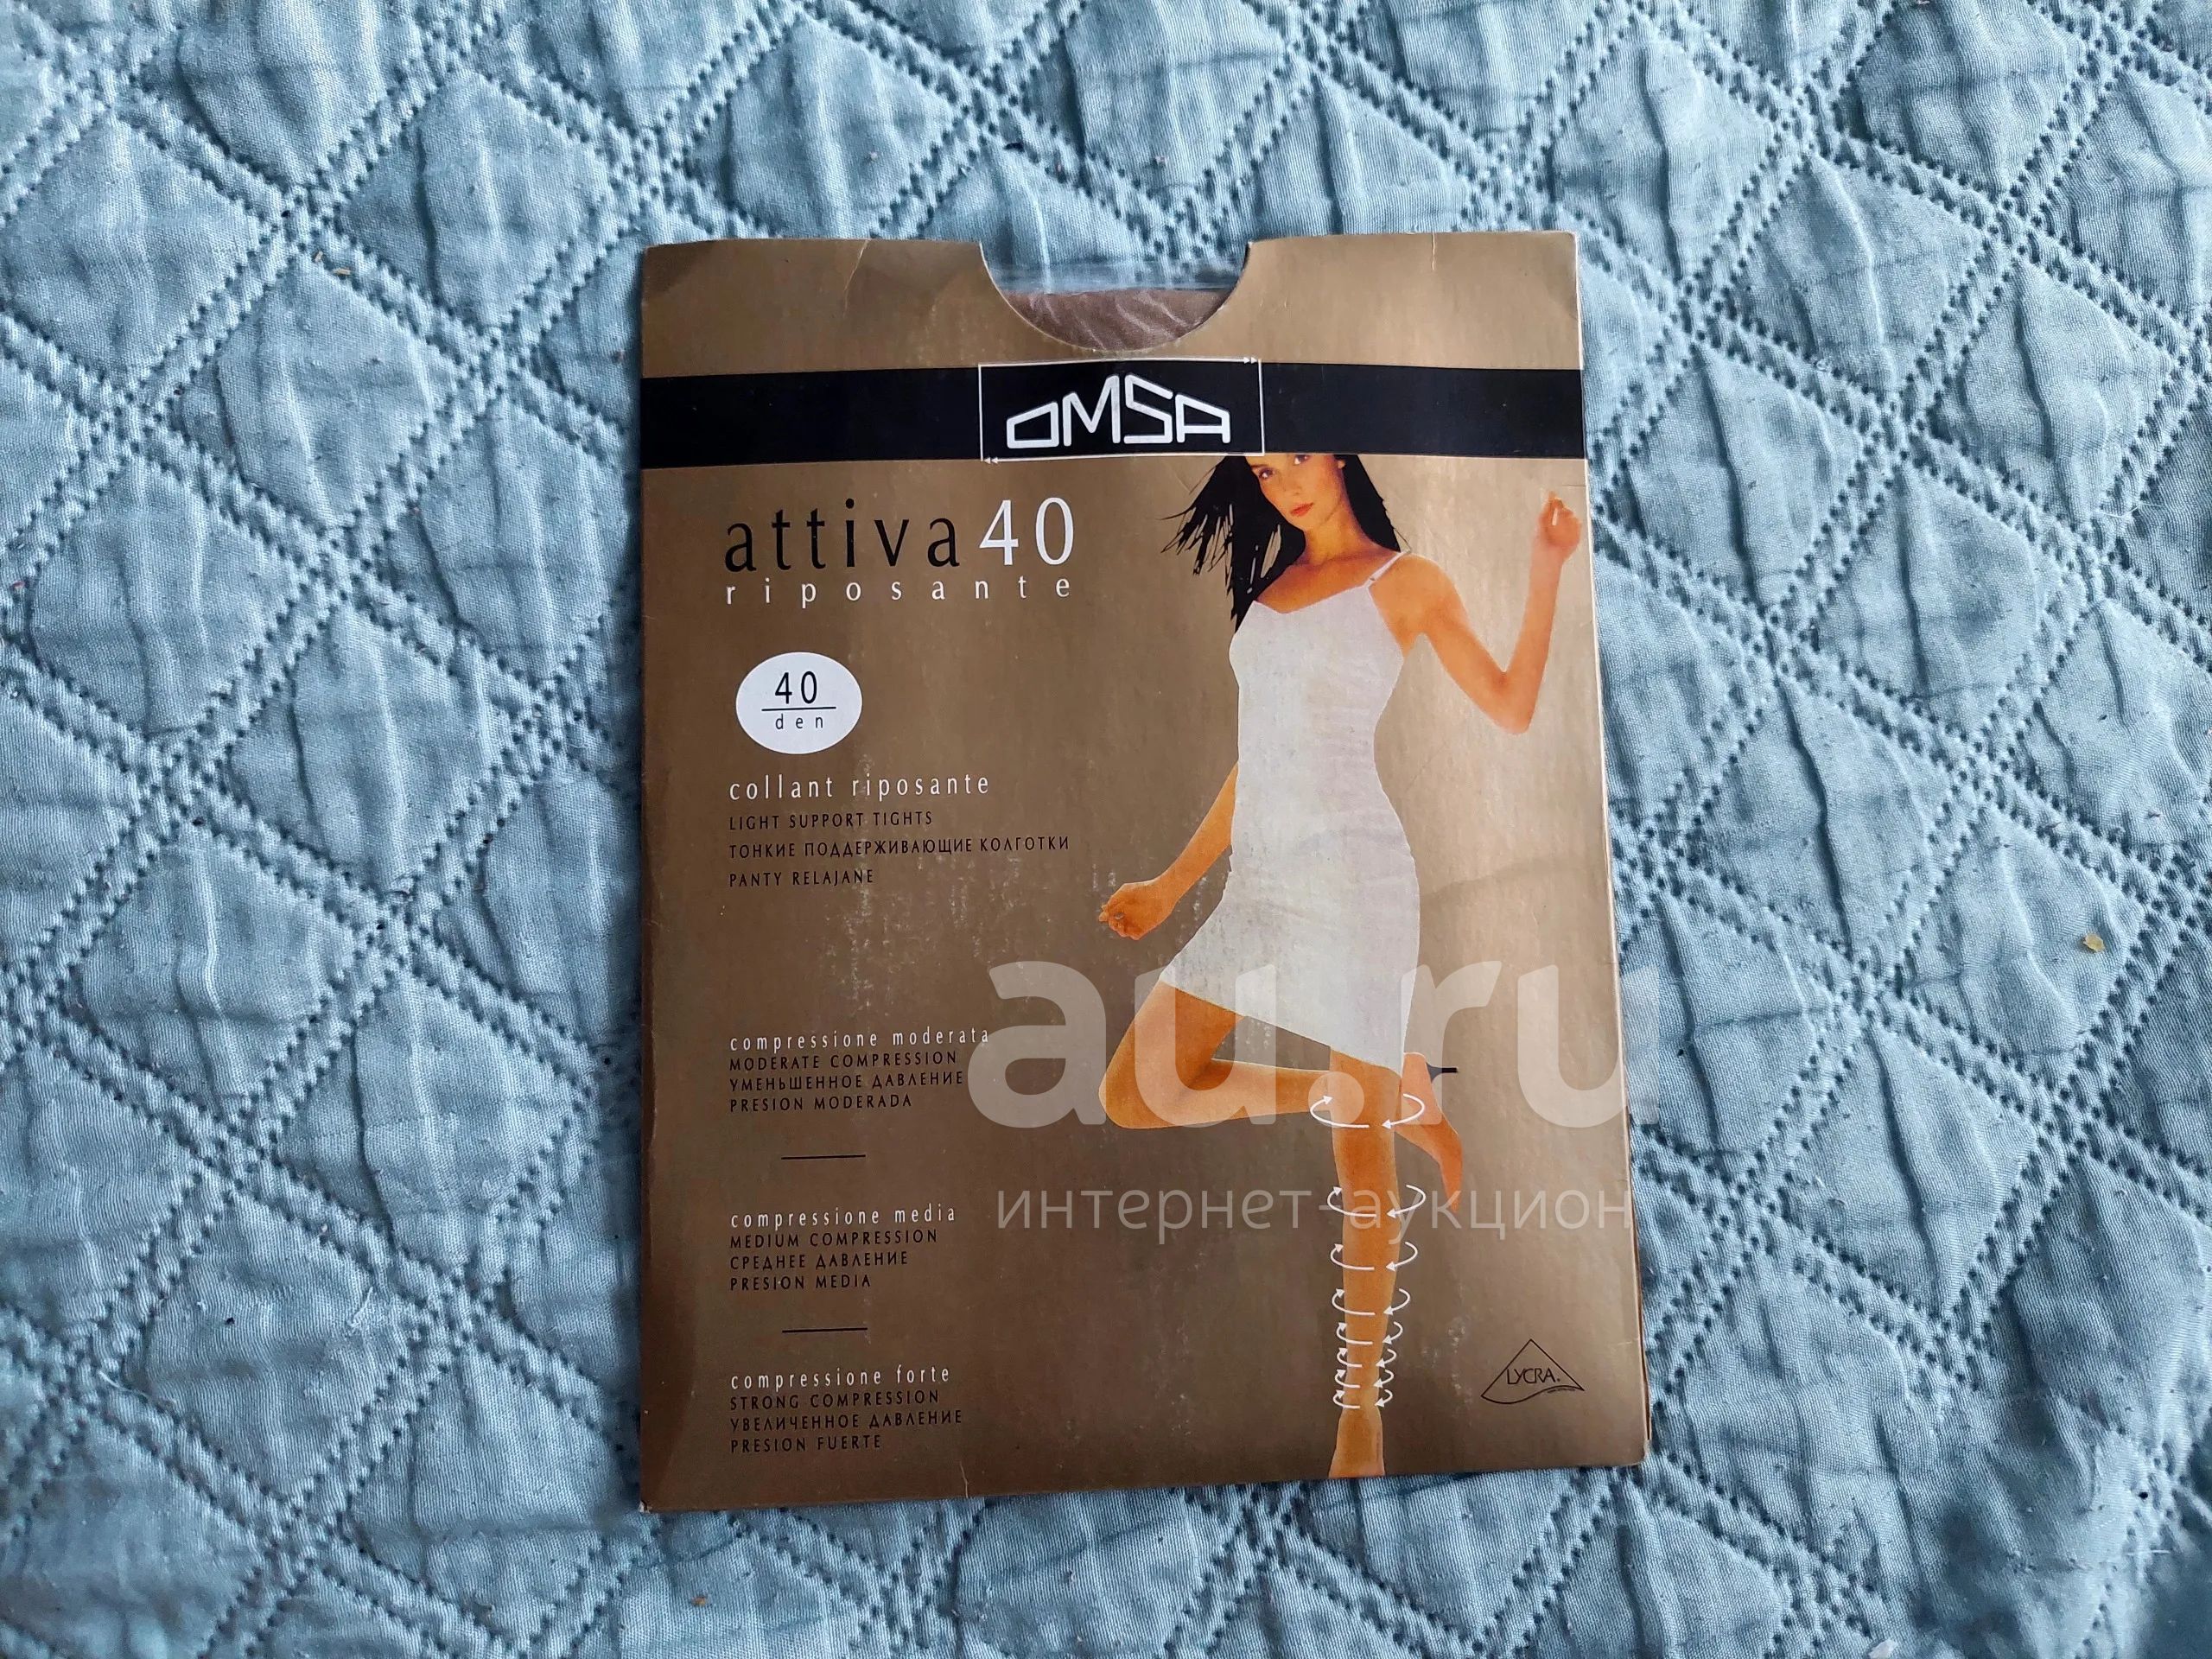 OMSA
attiva 40
riposante
40
den
collant riposante
LIGHT SUPPORT TIGHTS
ТОНКИЕ ПОДДЕРЖИВАЮЩИЕ КОЛГОТКИ
PANTY RELAJANE
compressione moderata
MODERATE COMPRESSION
УМЕНЬШЕННОЕ ДАВЛЕНИЕ
PRESION MODERADA
au.ru
интернет-аукцион
compressione media
MEDIUM COMPRESSION
СРЕДНЕЕ ДАВЛЕНИЕ
PRESION MEDIA
compressione forte
STRONG COMPRESSION
УВЕЛИЧЕННОЕ ДАВЛЕНИЕ
PRESION FUERTE
LYCRA.